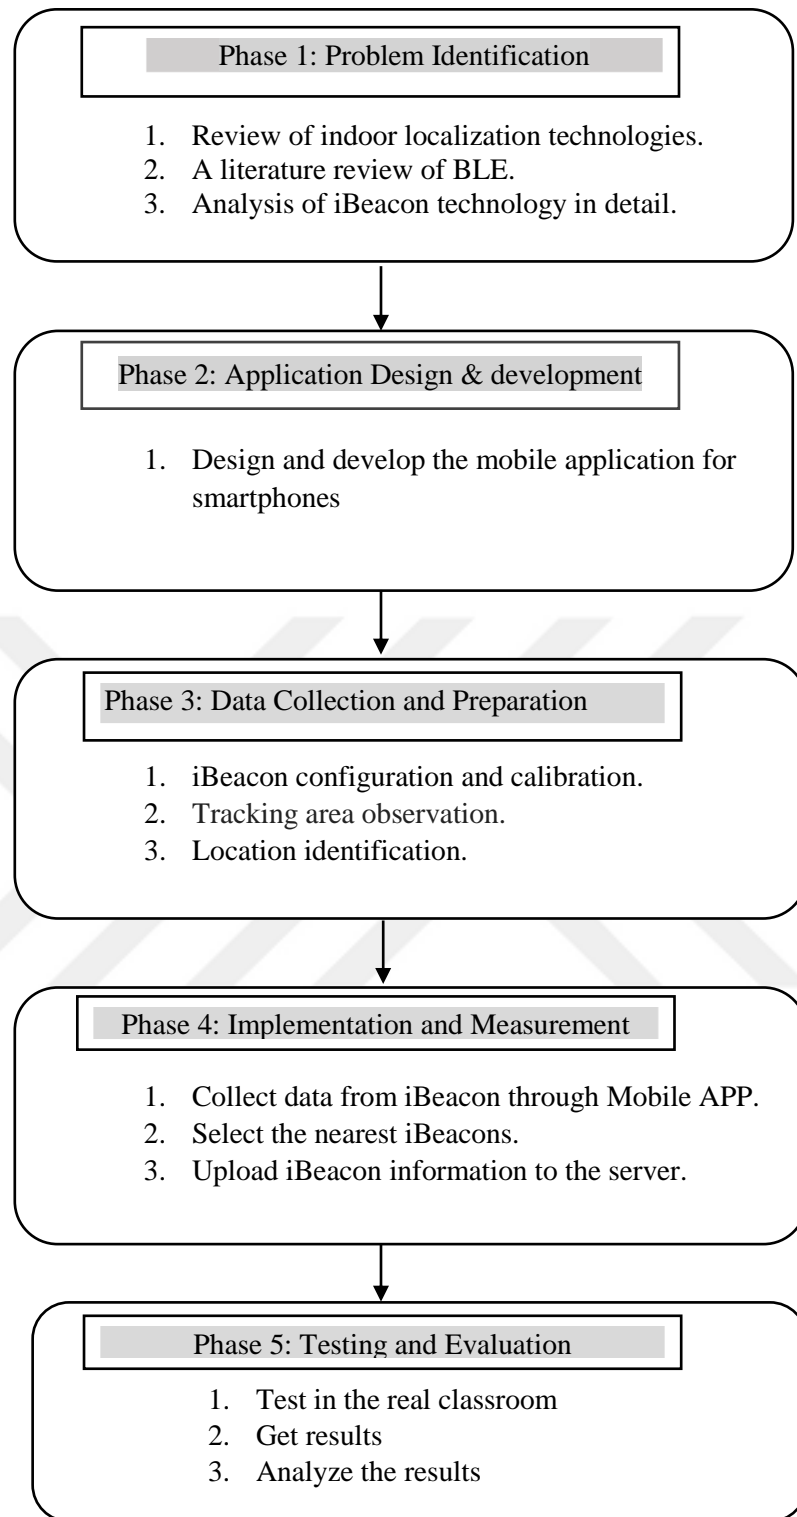 Phase 1: Problem Identification
1. Review of indoor localization technologies.
2. A literature review of BLE.
3. Analysis of iBeacon technology in detail.
Phase 2: Application Design & development
1. Design and develop the mobile application for
smartphones
Phase 3: Data Collection and Preparation
1. iBeacon configuration and calibration.
2. Tracking area observation.
3. Location identification.
Phase 4: Implementation and Measurement
1. Collect data from iBeacon through Mobile APP.
2. Select the nearest iBeacons.
3. Upload iBeacon information to the server.
Phase 5: Testing and Evaluation
1. Test in the real classroom
2. Get results
3. Analyze the results